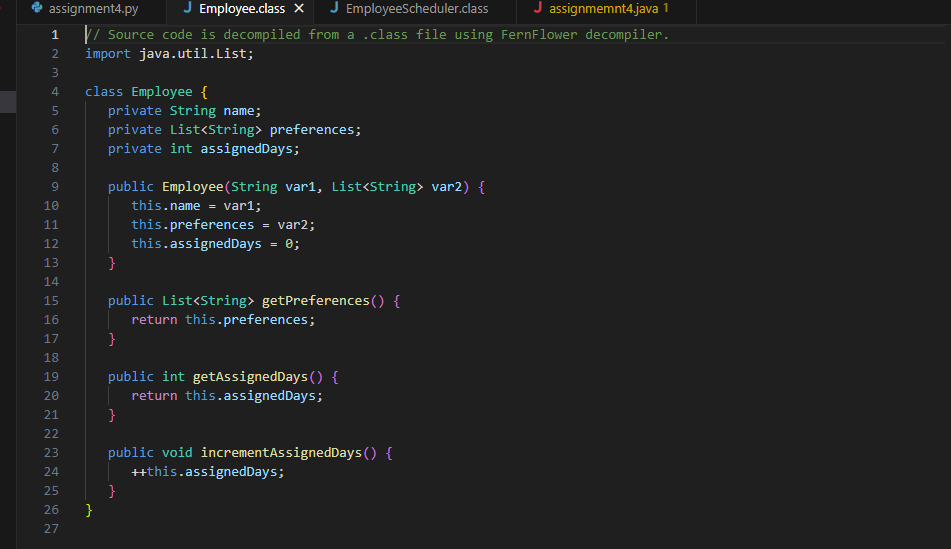 assignment4.py Employee.class EmployeeScheduler.class assignmemnt4.java 1
1 // Source code is decompiled from a .class file using FernFlower decompiler.
2 import java.util.List;
3
4 class Employee {
5 private String name;
6 private List<String> preferences;
7 private int assignedDays;
8
9 public Employee(String var1, List<String> var2) {
10 this.name = var1;
11 this.preferences = var2;
12 this.assignedDays = 0;
13 }
14
15 public List<String> getPreferences() {
16 return this.preferences;
17 }
18
19 public int getAssignedDays() {
20 return this.assignedDays;
21 }
22
23 public void incrementAssignedDays() {
24 ++this.assignedDays;
25 }
26 }
27